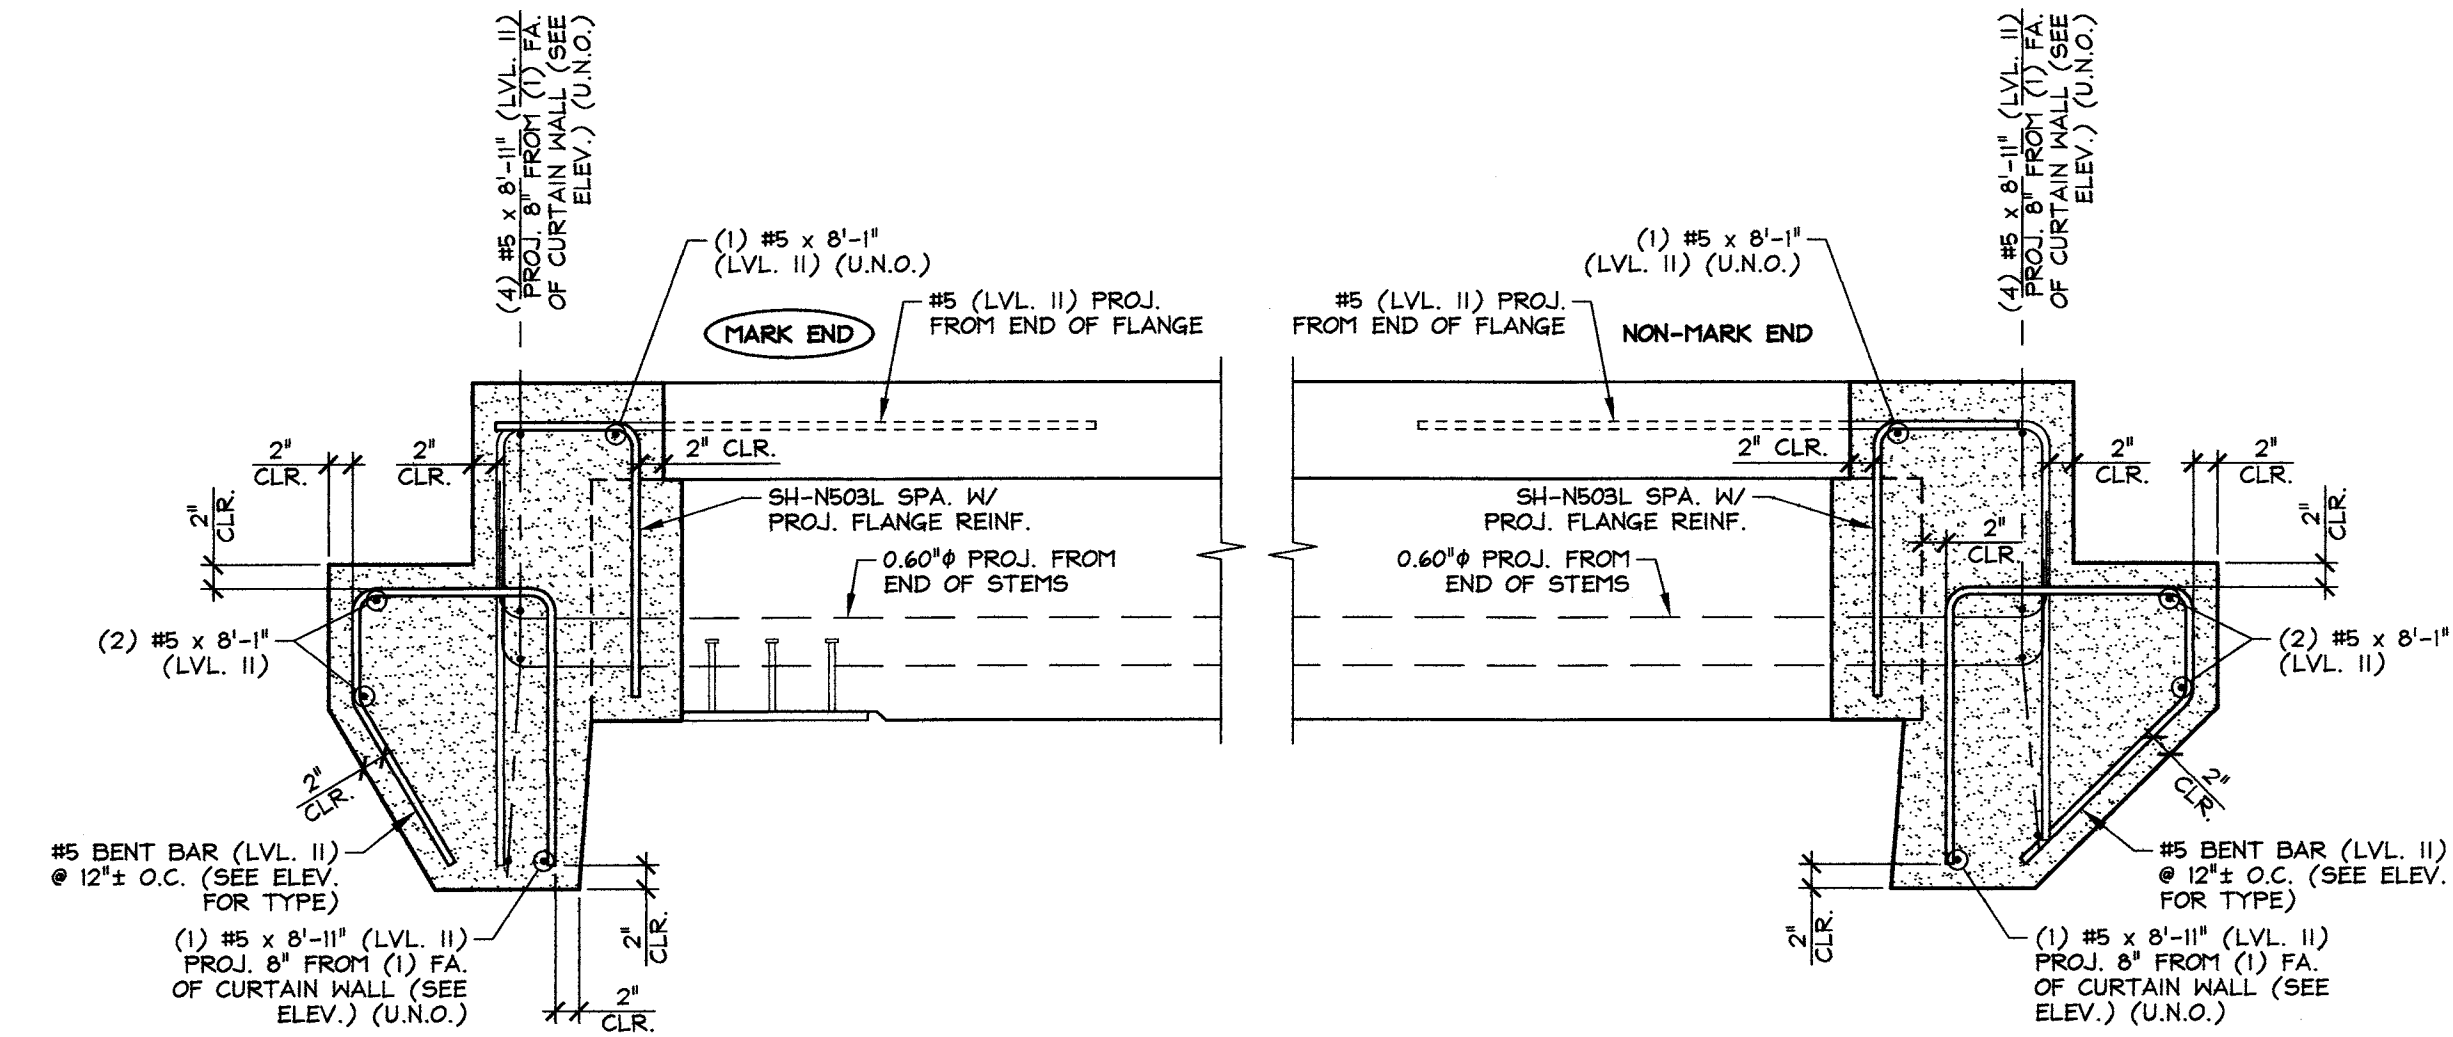 (4) #5 x 8'-11" (LVL. II)
PROJ. 8" FROM (1) FA.
OF CURTAIN WALL (SEE
ELEV.) (U.N.O.)
(4) #5 x 8'-11" (LVL. II)
PROJ. 8" FROM (1) FA.
OF CURTAIN WALL (SEE
ELEV.) (U.N.O.)
(1) #5 x 8'-1"
(LVL. II) (U.N.O.)
(1) #5 x 8'-1"
(LVL. II) (U.N.O.)
#5 (LVL. II) PROJ.
FROM END OF FLANGE
#5 (LVL. II) PROJ.
FROM END OF FLANGE
MARK END
NON-MARK END
2"
CLR.
2"
CLR.
2" CLR.
2" CLR.
2"
CLR.
2"
CLR.
2"
CLR.
SH-N503L SPA. W/
PROJ. FLANGE REINF.
SH-N503L SPA. W/
PROJ. FLANGE REINF.
2"
CLR.
2"
CLR
0.60"ϕ PROJ. FROM
END OF STEMS
0.60"ϕ PROJ. FROM
END OF STEMS
(2) #5 x 8'-1"
(LVL. II)
(2) #5 x 8'-1"
(LVL. II)
2"
CLR.
2"
CLR.
#5 BENT BAR (LVL. II)
@ 12"± O.C. (SEE ELEV.
FOR TYPE)
#5 BENT BAR (LVL. II)
@ 12"± O.C. (SEE ELEV.
FOR TYPE)
(1) #5 x 8'-11" (LVL. II)
PROJ. 8" FROM (1) FA.
OF CURTAIN WALL (SEE
ELEV.) (U.N.O.)
2"
CLR.
2"
CLR.
2"
CLR.
(1) #5 x 8'-11" (LVL. II)
PROJ. 8" FROM (1) FA.
OF CURTAIN WALL (SEE
ELEV.) (U.N.O.)